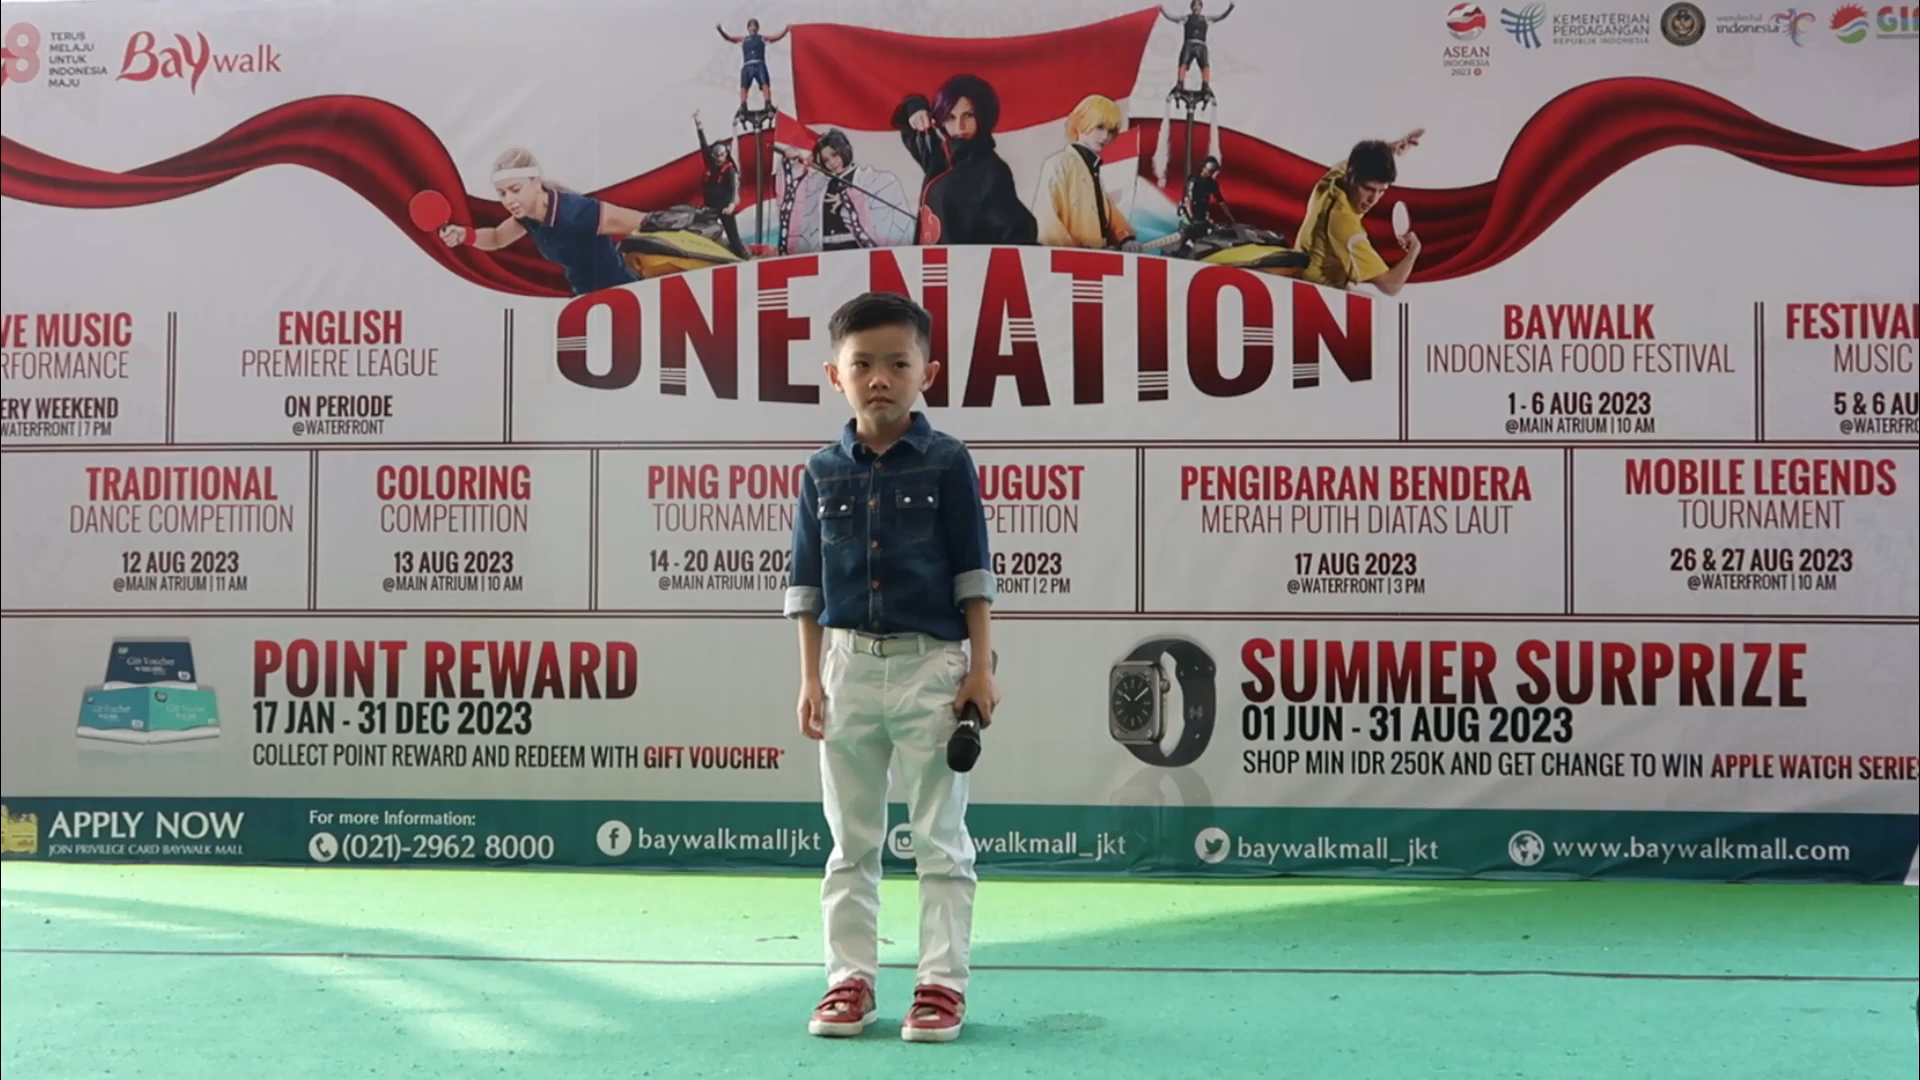 8
TERUS
MELAJU
UNTUK
INDONESIA
MAJU
Baywalk
ASEAN
INDONESIA
2023
KEMENTERIAN
PERDAGANGAN
REPUBLIK INDONESIA
wonderful
indonesia
ONE NATION
VE MUSIC
RFORMANCE
ERY WEEKEND
WATERFRONT | 7 PM
ENGLISH
PREMIERE LEAGUE
ON PERIODE
@WATERFRONT
BAYWALK
INDONESIA FOOD FESTIVAL
1 - 6 AUG 2023
@MAIN ATRIUM | 10 AM
FESTIVA
MUSIC
5 & 6 AU
@WATERFRO
TRADITIONAL
DANCE COMPETITION
12 AUG 2023
@MAIN ATRIUM | 11 AM
COLORING
COMPETITION
13 AUG 2023
@MAIN ATRIUM | 10 AM
PING PONG
TOURNAMEN
14 - 20 AUG 202
@MAIN ATRIUM | 10 A
UGUST
PETITION
G 2023
RONT | 2 PM
PENGIBARAN BENDERA
MERAH PUTIH DIATAS LAUT
17 AUG 2023
@WATERFRONT | 3 PM
MOBILE LEGENDS
TOURNAMENT
26 & 27 AUG 2023
@WATERFRONT | 10 AM
Gift Voucher
POINT REWARD
17 JAN - 31 DEC 2023
COLLECT POINT REWARD AND REDEEM WITH GIFT VOUCHER*
SUMMER SURPRIZE
01 JUN - 31 AUG 2023
SHOP MIN IDR 250K AND GET CHANGE TO WIN APPLE WATCH SERIE
APPLY NOW
JOIN PRIVILEGE CARD BAYWALK MALL
For more Information:
(021)-2962 8000
baywalkmalljkt
walkmall_jkt
baywalkmall_jkt
www.baywalkmall.com